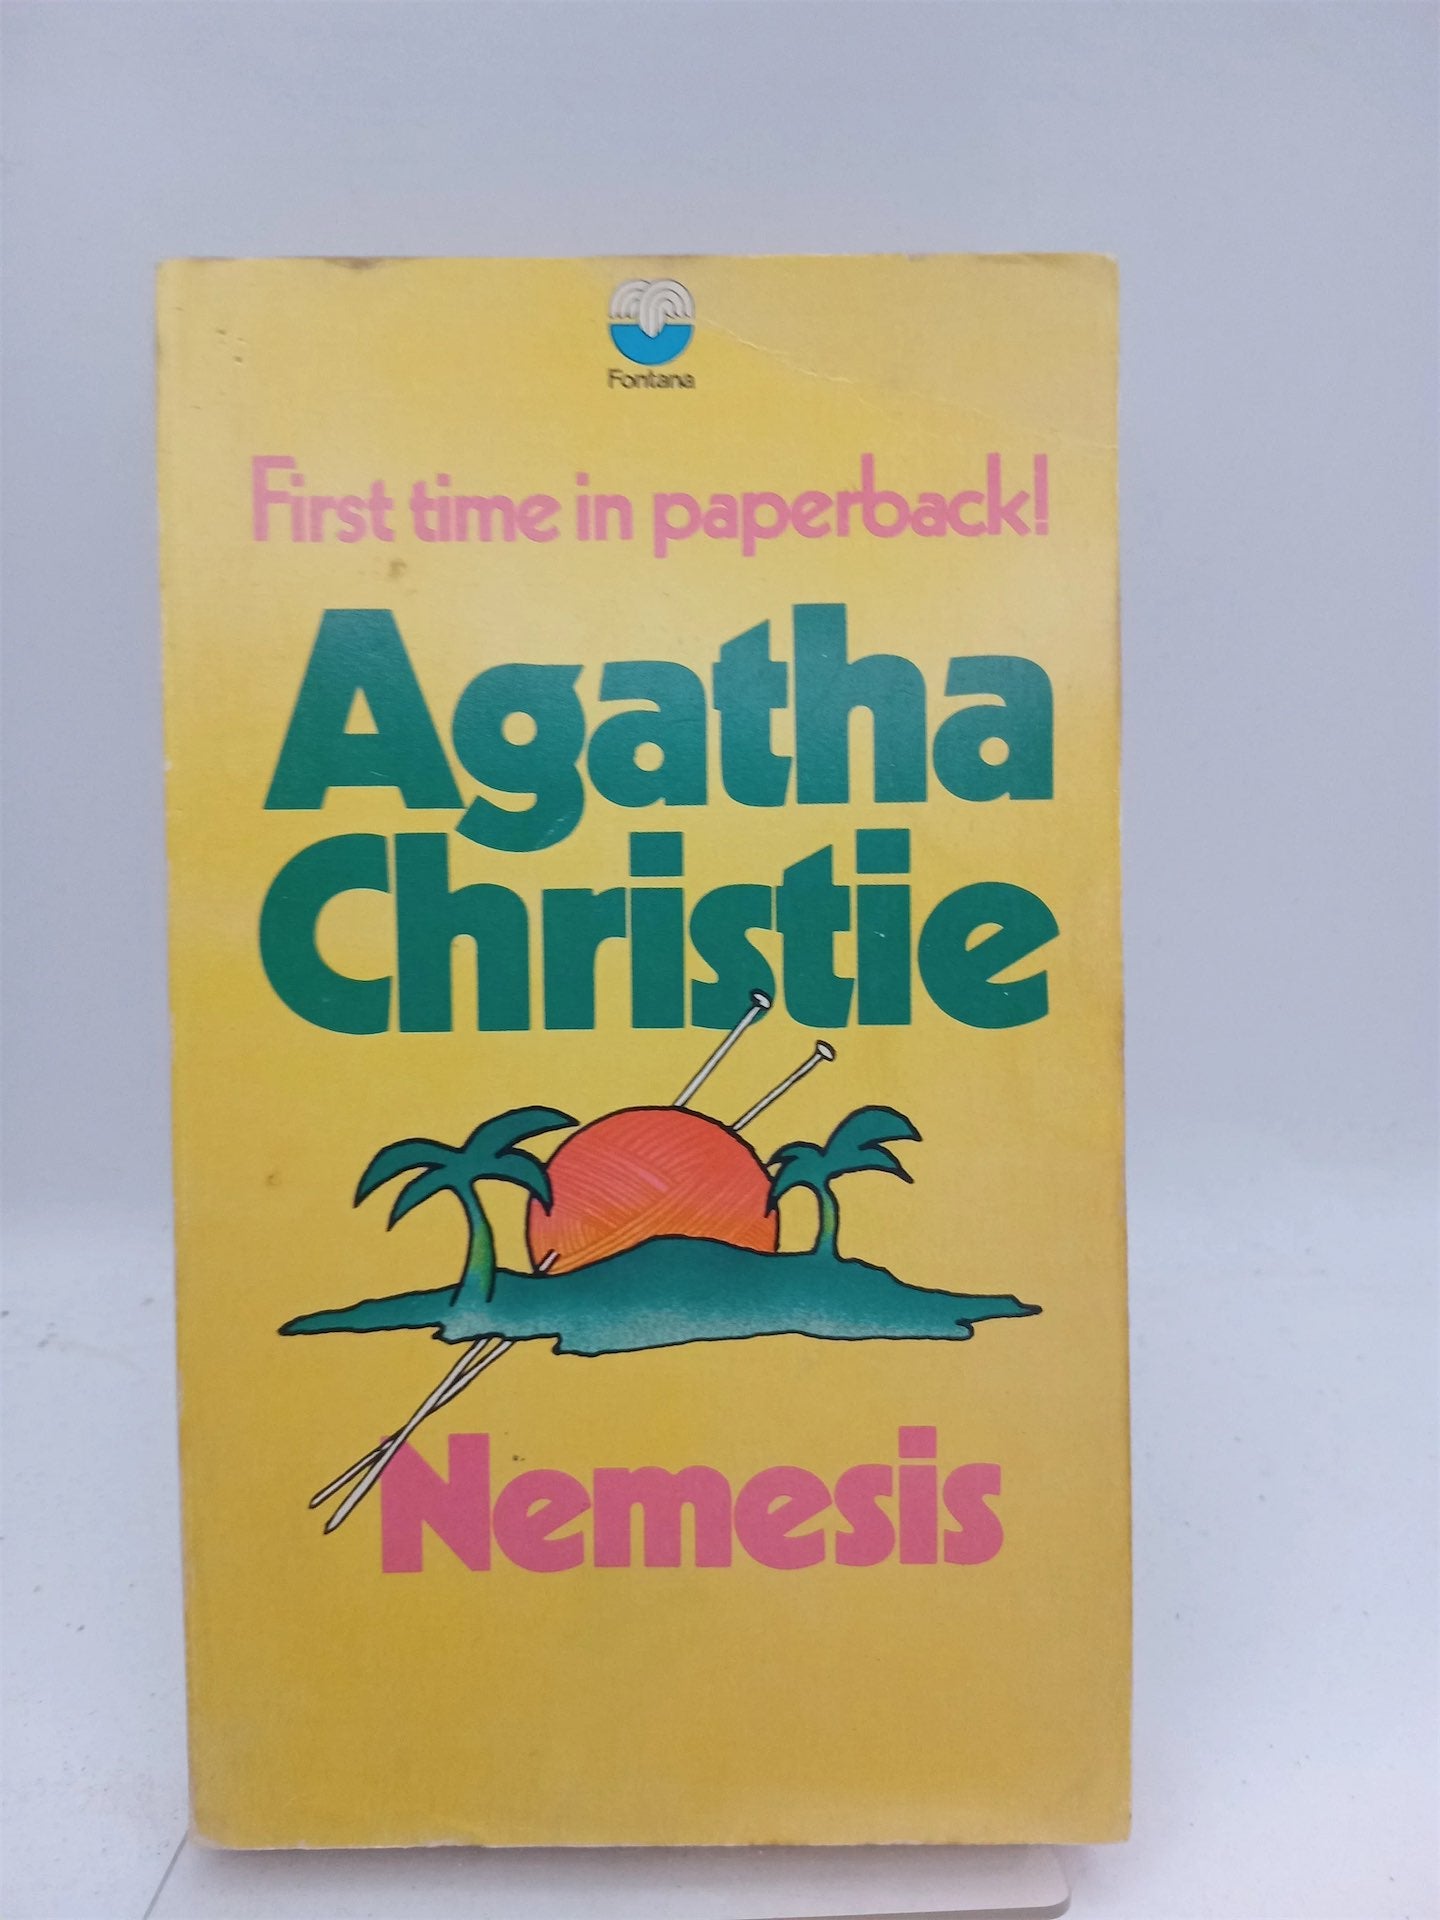 Fontana
First time in paperback!
Agatha
Christie
Nemesis